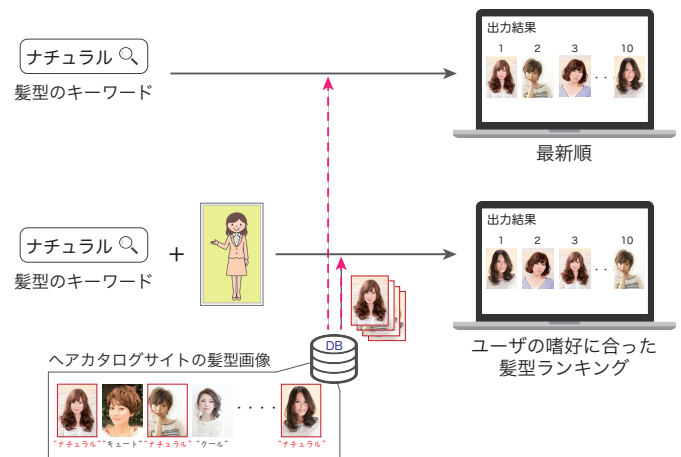 ナチュラル
髪型のキーワード
出力結果
1 2 3 10
最新順
ナチュラル
+
髪型のキーワード
出力結果
1 2 3 10
ユーザの嗜好に合った
髪型ランキング
DB
ヘアカタログサイトの髪型画像
"ナチュラル" "キュート" "ナチュラル" "クール" "ナチュラル"